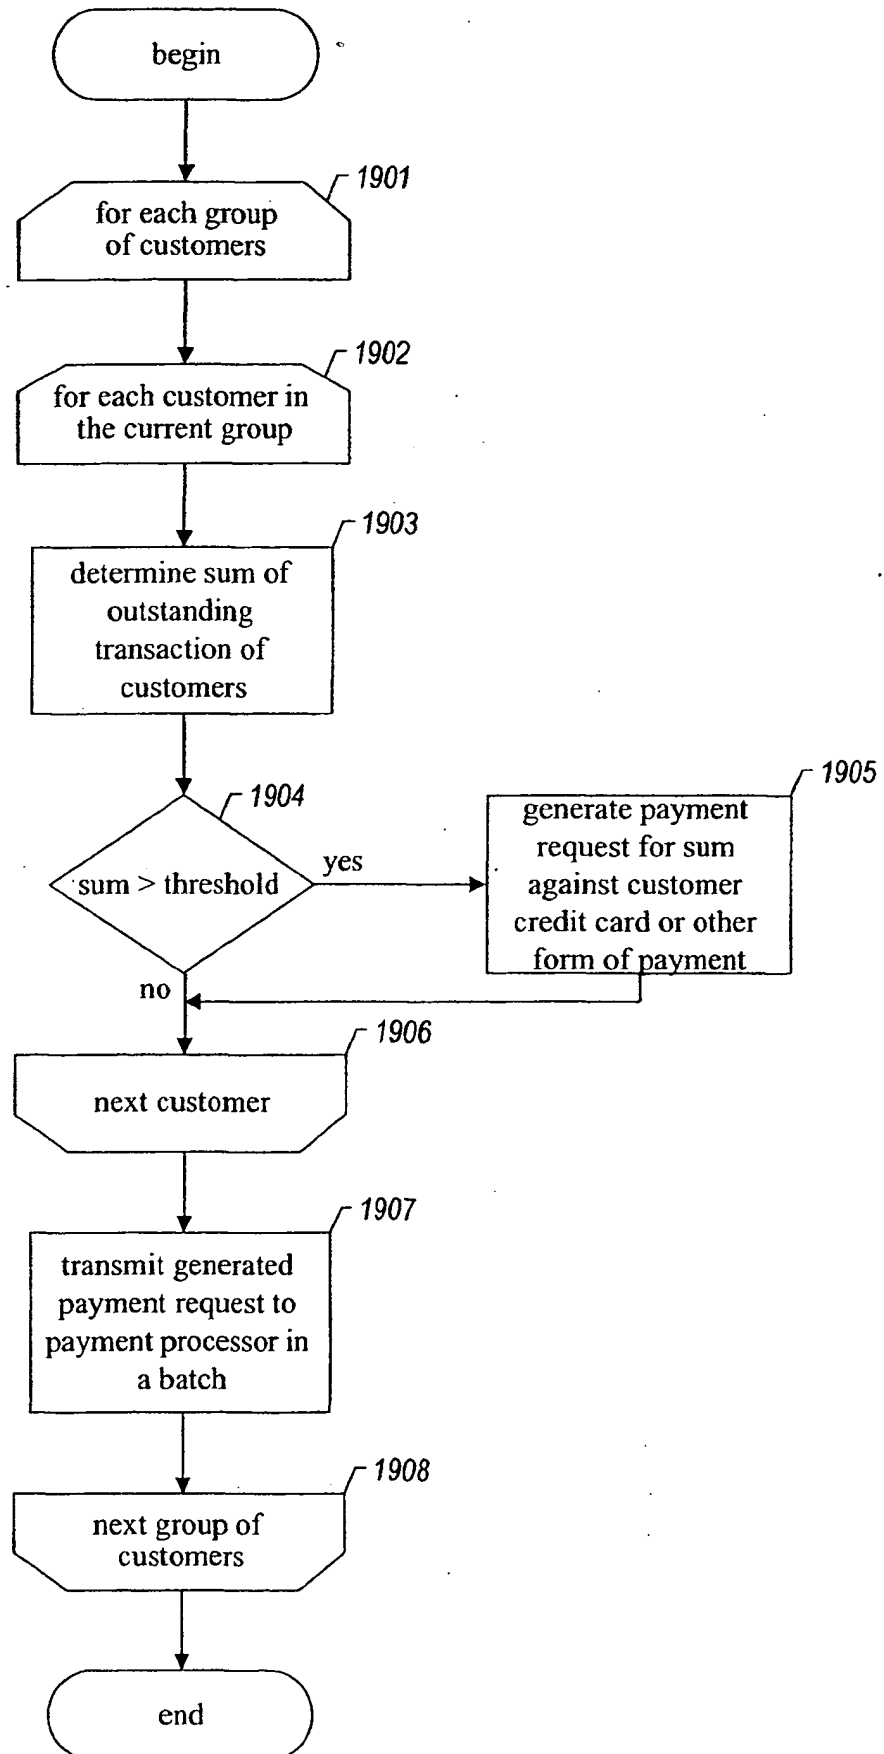 begin
1901
for each group
of customers
1902
for each customer in
the current group
1903
determine sum of
outstanding
transaction of
customers
1904
sum > threshold
yes
1905
generate payment
request for sum
against customer
credit card or other
form of payment
no
1906
next customer
1907
transmit generated
payment request to
payment processor in
a batch
1908
next group of
customers
end